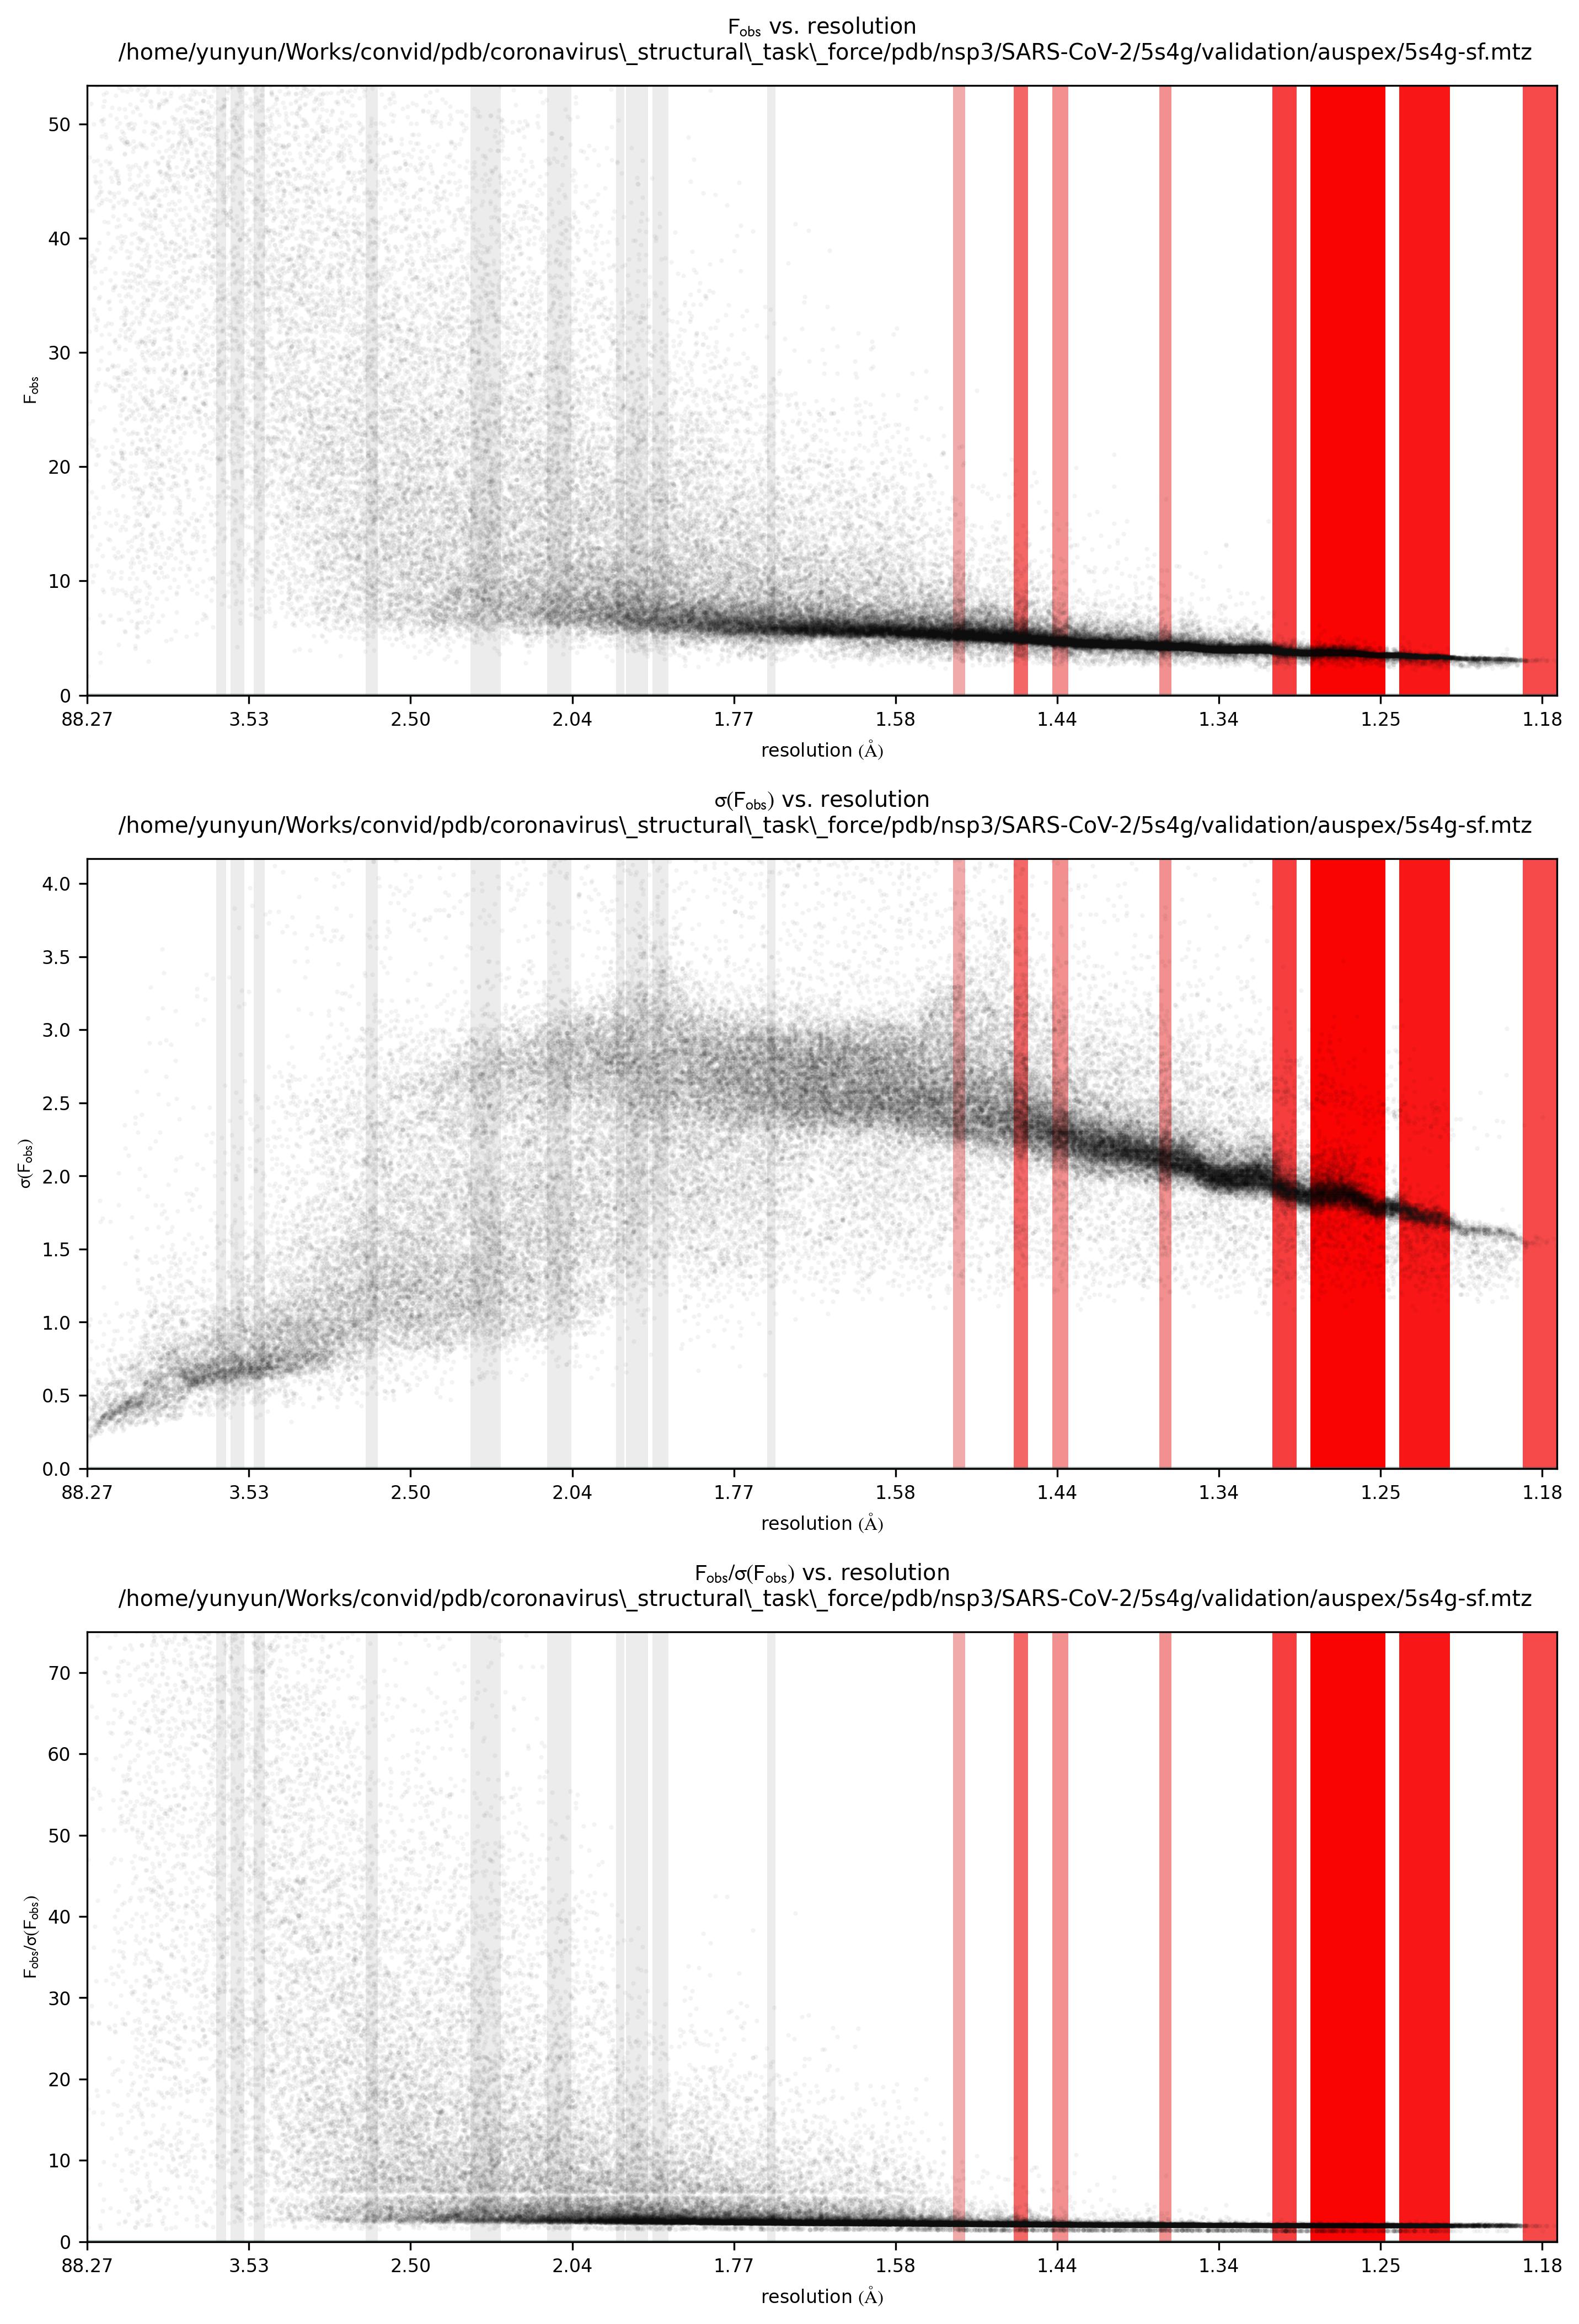 F_obs vs. resolution
/home/yunyun/Works/convid/pdb/coronavirus\_structural\_task\_force/pdb/nsp3/SARS-CoV-2/5s4g/validation/auspex/5s4g-sf.mtz
50
40
30
20
10
0
F_obs
88.27 3.53 2.50 2.04 1.77 1.58 1.44 1.34 1.25 1.18
resolution (Å)
σ(F_obs) vs. resolution
/home/yunyun/Works/convid/pdb/coronavirus\_structural\_task\_force/pdb/nsp3/SARS-CoV-2/5s4g/validation/auspex/5s4g-sf.mtz
4.0
3.5
3.0
2.5
2.0
1.5
1.0
0.5
0.0
σ(F_obs)
88.27 3.53 2.50 2.04 1.77 1.58 1.44 1.34 1.25 1.18
resolution (Å)
F_obs/σ(F_obs) vs. resolution
/home/yunyun/Works/convid/pdb/coronavirus\_structural\_task\_force/pdb/nsp3/SARS-CoV-2/5s4g/validation/auspex/5s4g-sf.mtz
70
60
50
40
30
20
10
0
F_obs/σ(F_obs)
88.27 3.53 2.50 2.04 1.77 1.58 1.44 1.34 1.25 1.18
resolution (Å)